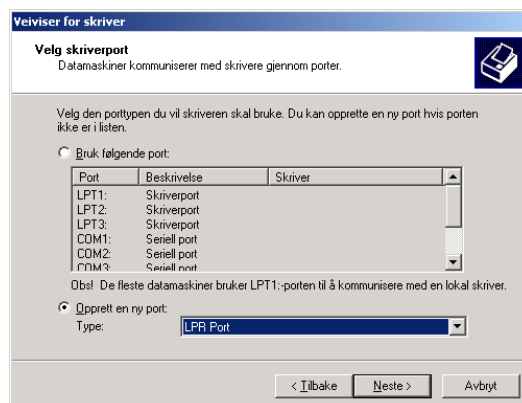 Veiviser for skriver
Velg skriverport
Datamaskiner kommuniserer med skrivere gjennom porter.
Velg den porttypen du vil skriveren skal bruke. Du kan opprette en ny port hvis porten
ikke er i listen.
Bruk følgende port:
Port Beskrivelse Skriver
LPT1: Skriverport
LPT2: Skriverport
LPT3: Skriverport
COM1: Seriell port
COM2: Seriell port
COM3: Seriell port
Obs! De fleste datamaskiner bruker LPT1:-porten til å kommunisere med en lokal skriver.
Opprett en ny port:
Type: LPR Port
< Tilbake Neste > Avbryt